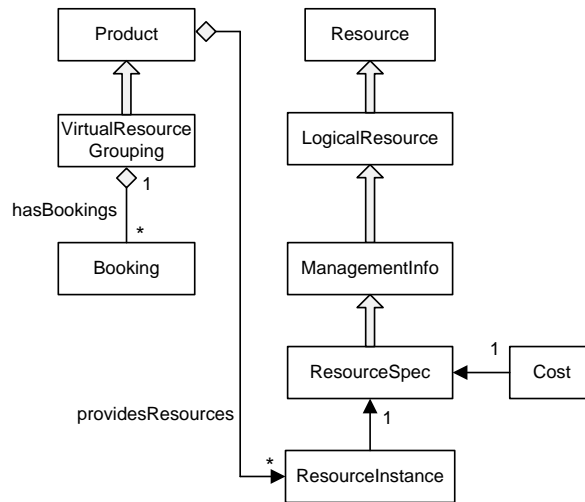 Product
Resource
VirtualResource
Grouping
LogicalResource
1
hasBookings
*
Booking
ManagementInfo
ResourceSpec
1
Cost
1
providesResources
*
ResourceInstance